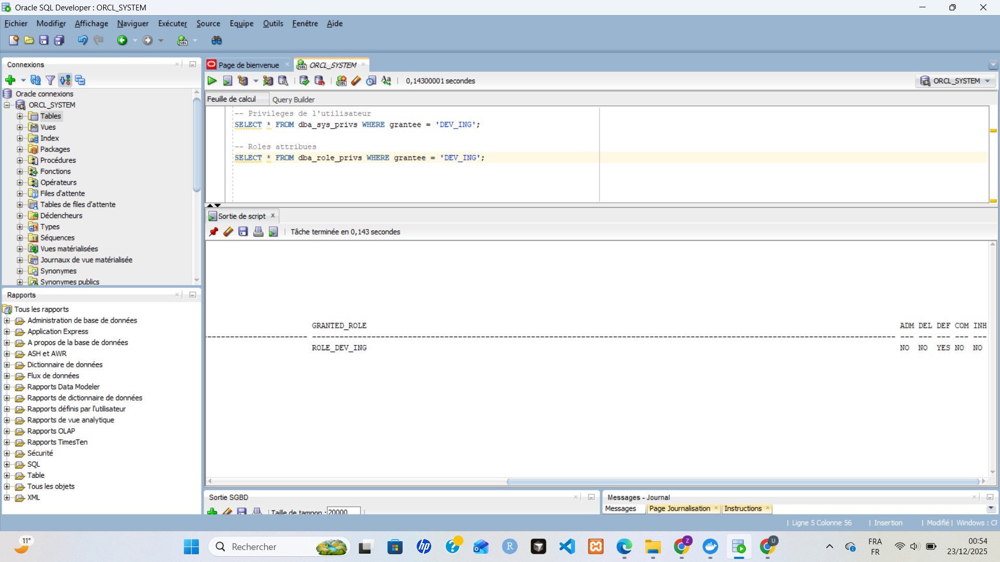 Oracle SQL Developer : ORCL_SYSTEM
Fichier Modifier Affichage Naviguer Exécuter Source Equipe Outils Fenêtre Aide
Connexions
Oracle connexions
ORCL_SYSTEM
Tables
Vues
Index
Packages
Procédures
Fonctions
Opérateurs
Files d'attente
Tables de files d'attente
Déclencheurs
Types
Séquences
Vues matérialisées
Journaux de vue matérialisée
Synonymes
Synonymes publics
Rapports
Tous les rapports
Administration de base de données
Application Express
A propos de la base de données
ASH et AWR
Dictionnaire de données
Flux de données
Rapports Data Modeler
Rapports de dictionnaire de données
Rapports définis par l'utilisateur
Rapports de vue analytique
Rapports OLAP
Rapports TimesTen
Sécurité
SQL
Table
Tous les objets
XML
Page de bienvenue
ORCL_SYSTEM
0,14300001 secondes
ORCL_SYSTEM
Feuille de calcul Query Builder
-- Privileges de l'utilisateur
SELECT * FROM dba_sys_privs WHERE grantee = 'DEV_ING';
-- Roles attribues
SELECT * FROM dba_role_privs WHERE grantee = 'DEV_ING';
Sortie de script
Tâche terminée en 0,143 secondes
GRANTED_ROLE ADM DEL DEF COM INH
ROLE_DEV_ING NO NO YES NO NO
Sortie SGBD
Taille de tampon : 20000
Messages - Journal
Messages Page Journalisation Instructions
Ligne 5 Colonne 56 | Insertion | Modifié | Windows : CF
11°
Rechercher
FRA
FR
00:54
23/12/2025